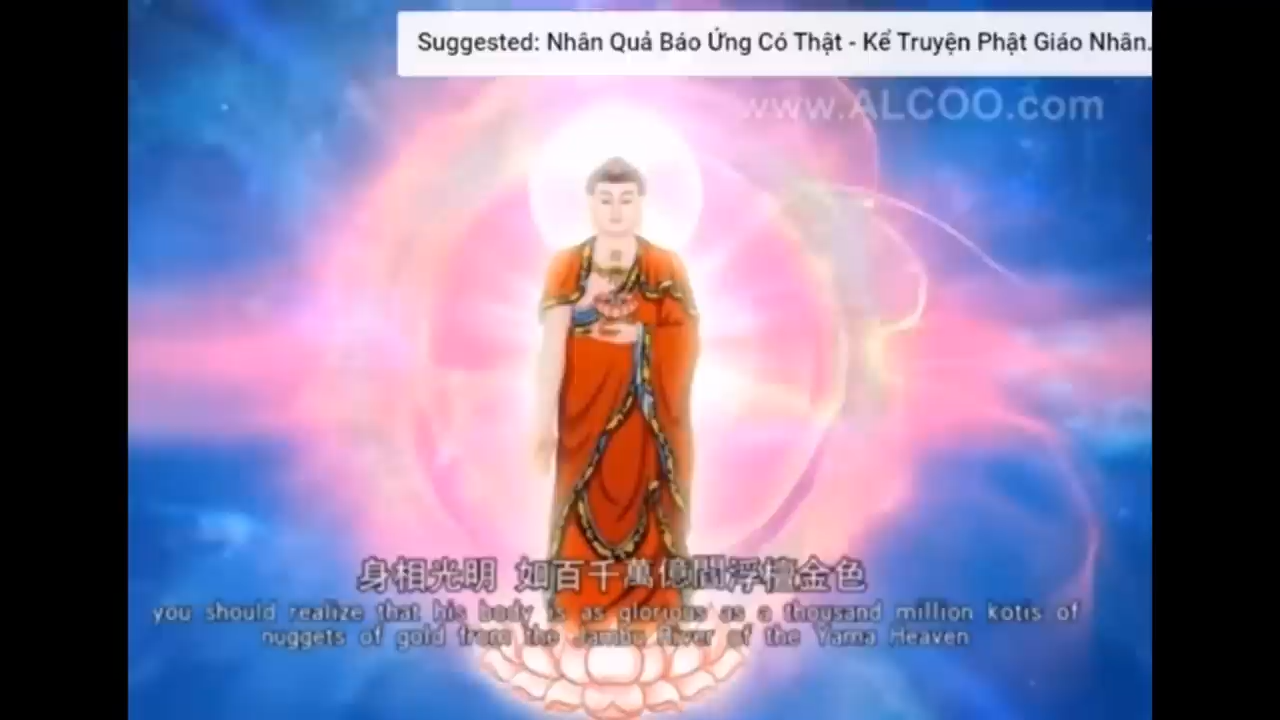 Suggested: Nhân Quả Báo Ứng Có Thật - Kể Truyện Phật Giáo Nhân.
www.ALCOO.com
身相光明 如百千萬億閻浮檀金色
you should realize that his body is as glorious as a thousand million kotis of
nuggets of gold from the Jambu River of the Yama Heaven